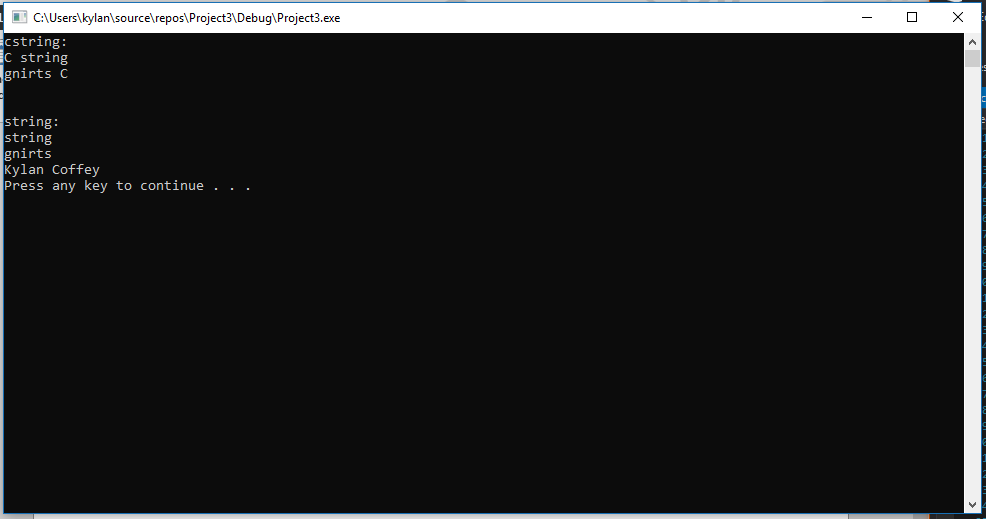 C:\Users\kylan\source\repos\Project3\Debug\Project3.exe
cstring:
C string
gnirts C
string:
string
gnirts
Kylan Coffey
Press any key to continue . . .